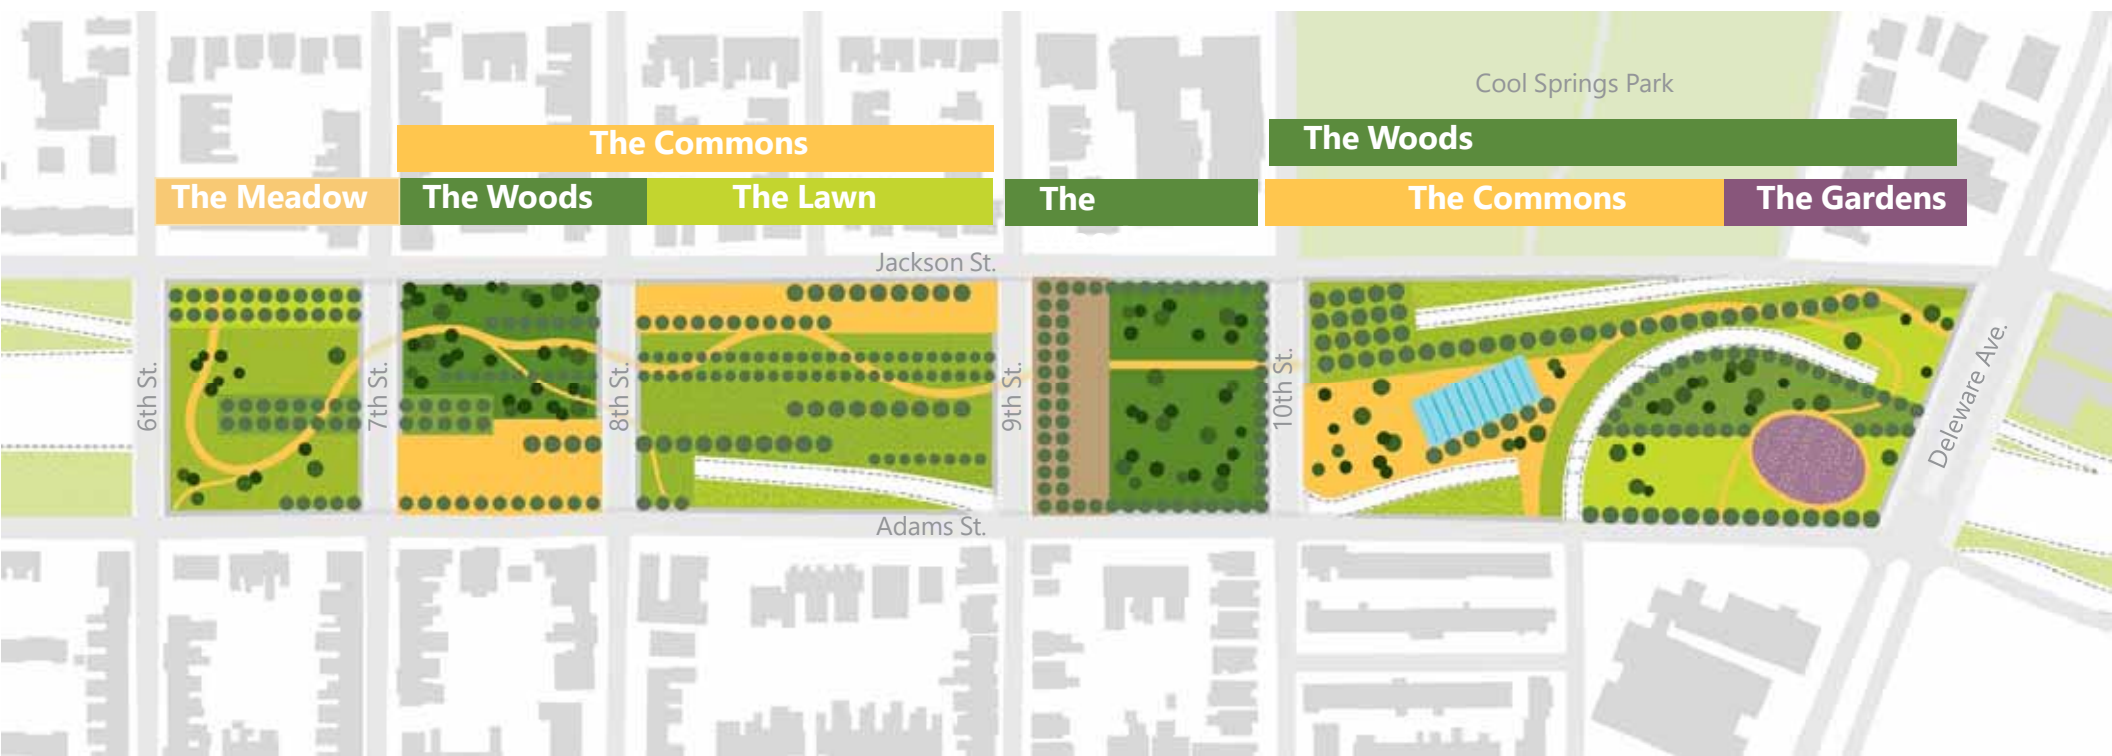 Cool Springs Park
The Commons
The Woods
The Meadow
The Woods
The Lawn
The
The Commons
The Gardens
Jackson St.
6th St.
7th St.
8th St.
9th St.
10th St.
Deleware Ave.
Adams St.